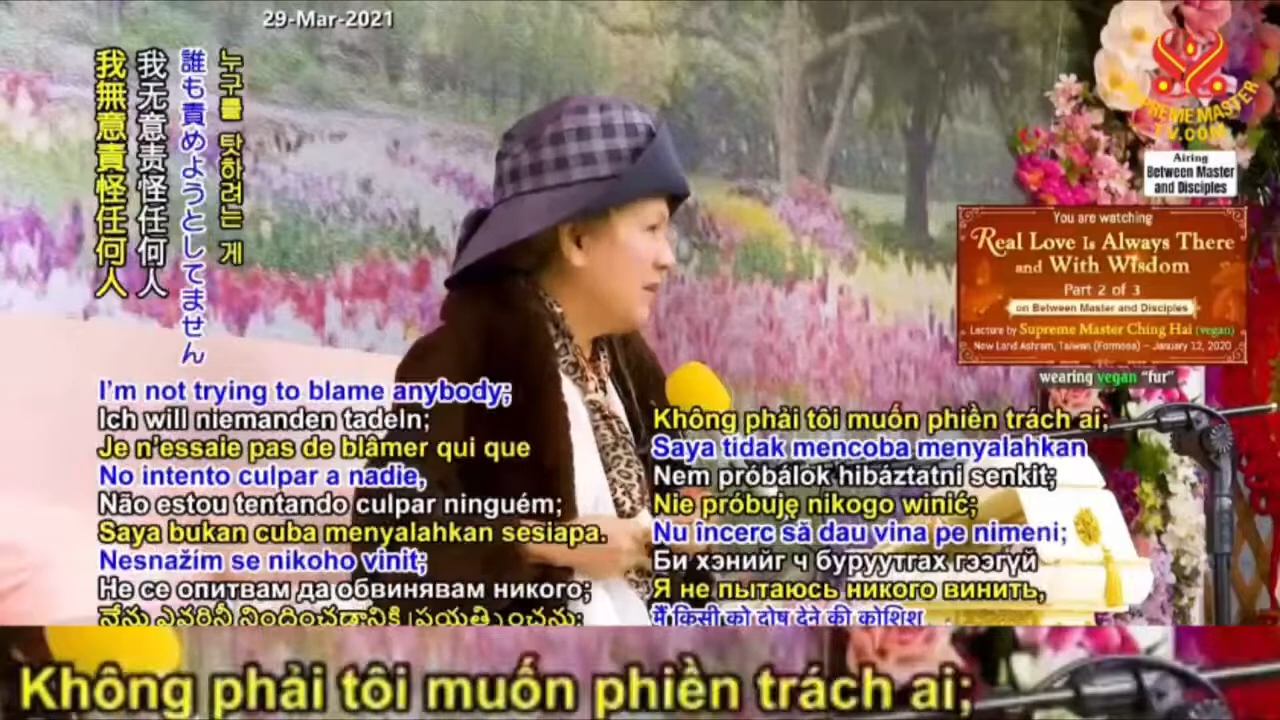 29-Mar-2021
누구를 탓하려는 게
誰も責めようとしてません
我无意责怪任何人
我無意責怪任何人
SUPREME MASTER
TV.COM
Airing
Between Master
and Disciples
You are watching
Real Love Is Always There
and With Wisdom
Part 2 of 3
on Between Master and Disciples
Lecture by Supreme Master Ching Hai (vegan)
New Land Ashram, Taiwan (Formosa) – January 12, 2020
wearing vegan “fur”
I’m not trying to blame anybody;
Ich will niemanden tadeln;
Je n’essaie pas de blâmer qui que
No intento culpar a nadie,
Não estou tentando culpar ninguém;
Saya bukan cuba menyalahkan sesiapa.
Nesnažím se nikoho vinit;
Не се опитвам да обвинявам никого;
నేను ఎవరినీ నిందించడానికి ప్రయత్నించను;
Không phải tôi muốn phiền trách ai;
Saya tidak mencoba menyalahkan
Nem próbálok hibáztatni senkit;
Nie próbuję nikogo winić;
Nu încerc să dau vina pe nimeni;
Би хэнийг ч буруутгах гээгүй
Я не пытаюсь никого винить,
मैं किसी को दोष देने की कोशिश
Không phải tôi muốn phiền trách ai;